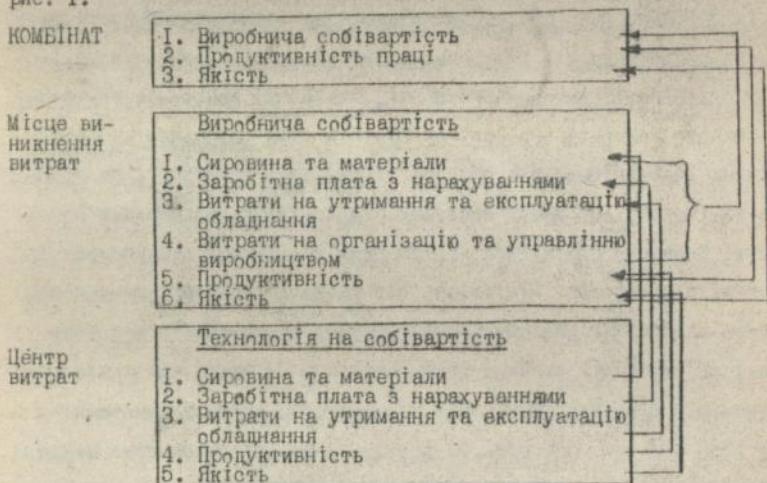 рис. 1.
КОМБІНАТ
1. Виробнича собівартість
2. Продуктивність праці
3. Якість
Місце ви-
никнення
витрат
Виробнича собівартість
1. Сировина та матеріали
2. Заробітна плата з нарахуваннями
3. Витрати на утримання та експлуатацію
обладнання
4. Витрати на організацію та управлінню
виробництвом
5. Продуктивність
6. Якість
Центр
витрат
Технологія на собівартість
1. Сировина та матеріали
2. Заробітна плата з нарахуваннями
3. Витрати на утримання та експлуатацію
обладнання
4. Продуктивність
5. Якість